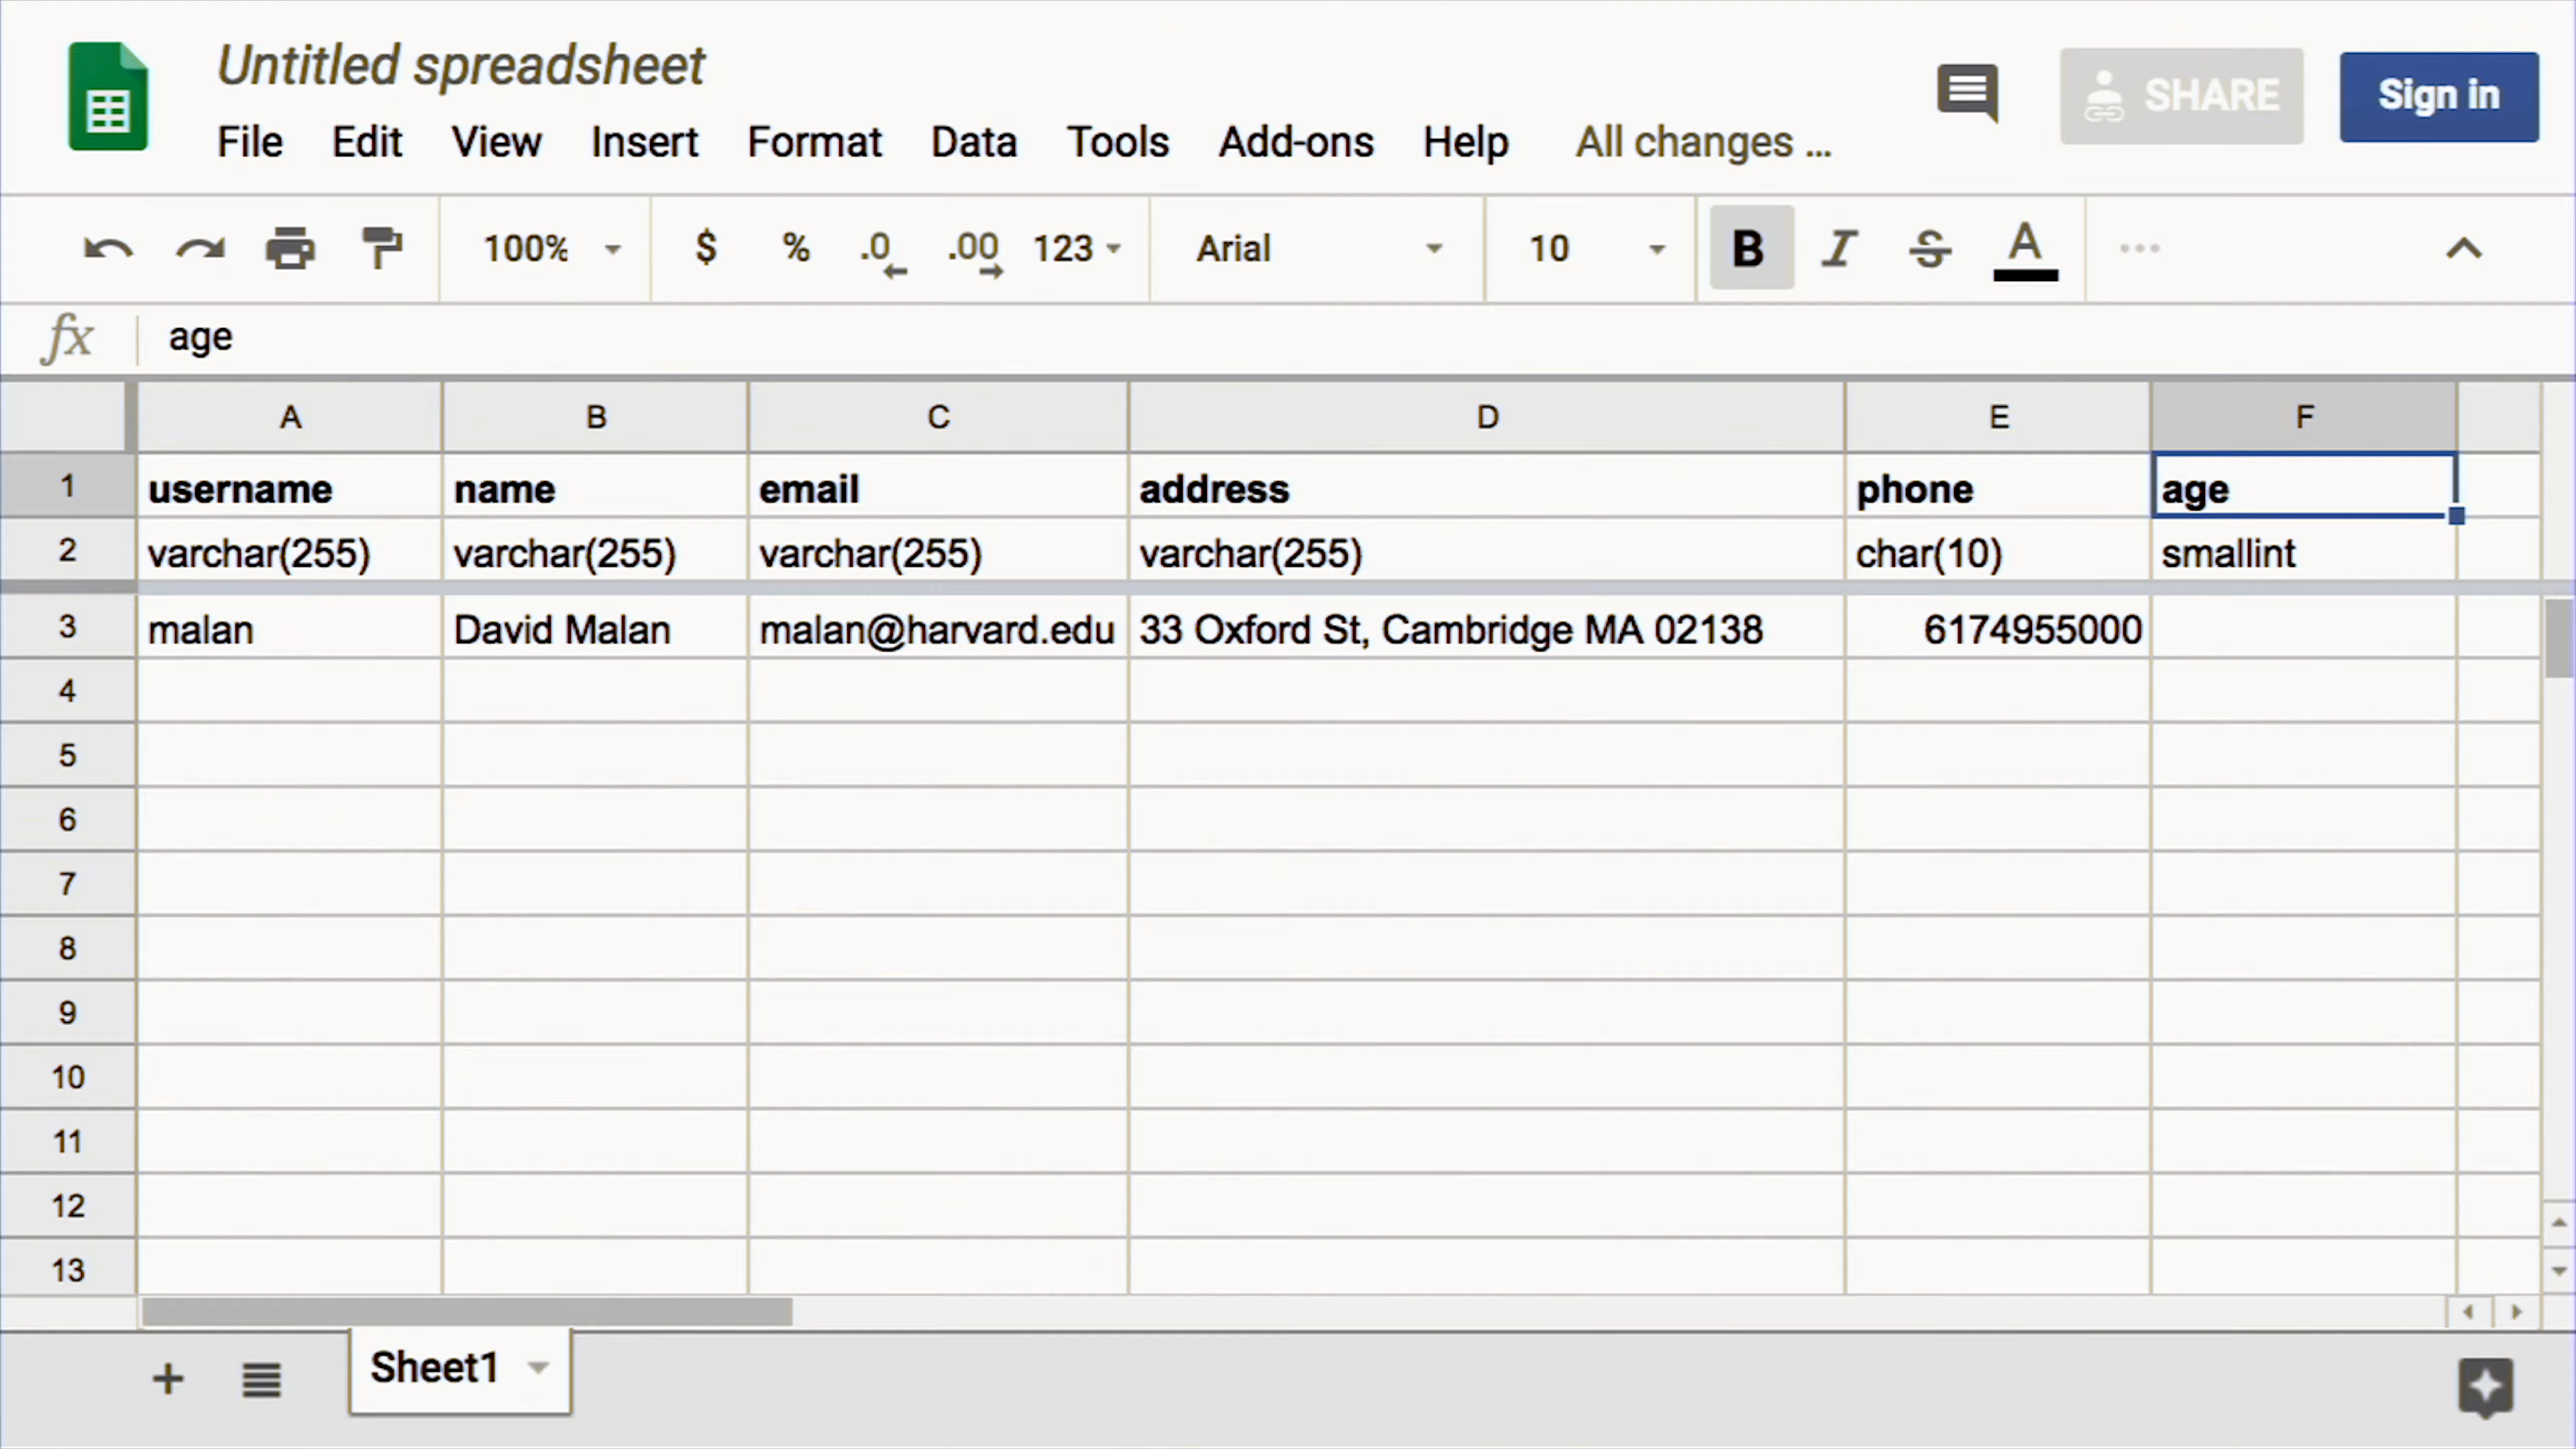 Untitled spreadsheet
File Edit View Insert Format Data Tools Add-ons Help All changes ...
SHARE
Sign in
100% $ % .0 .00 123 Arial 10 B I S A ...
fx age
A B C D E F
1 username name email address phone age
2 varchar(255) varchar(255) varchar(255) varchar(255) char(10) smallint
3 malan David Malan malan@harvard.edu 33 Oxford St, Cambridge MA 02138 6174955000
4
5
6
7
8
9
10
11
12
13
+ Sheet1